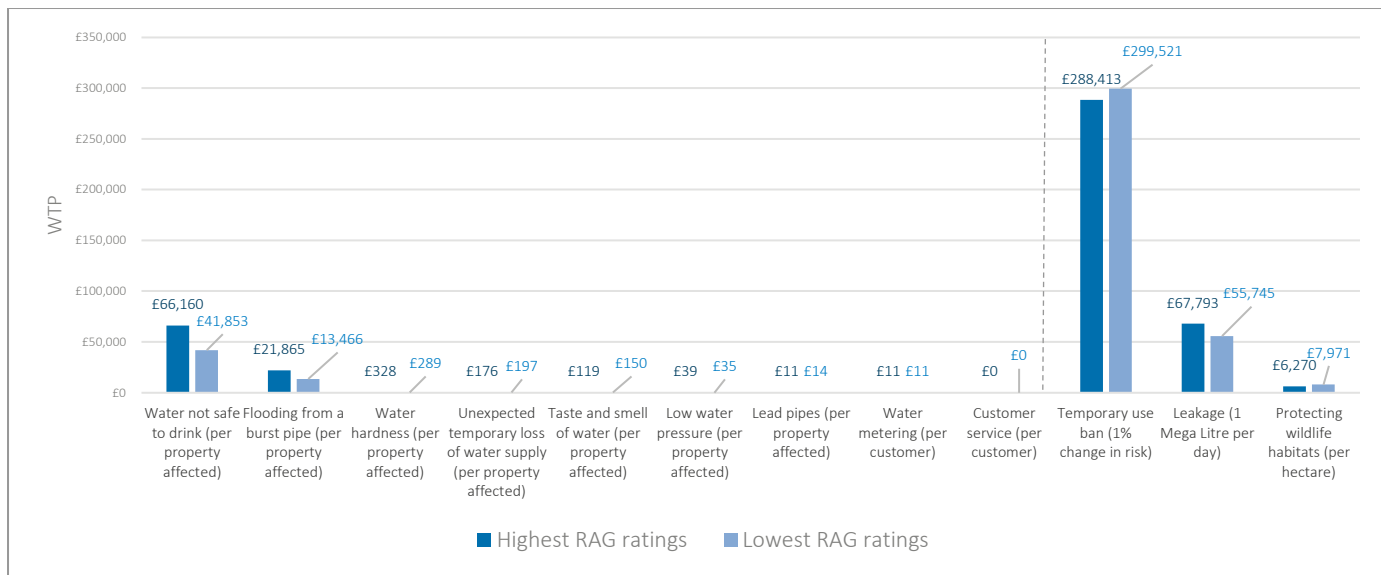 £350,000
£300,000
£250,000
£200,000
£150,000
£100,000
£50,000
£0
WTP
£66,160
£41,853
£21,865
£13,466
£328
£289
£176
£197
£119
£150
£39
£35
£11
£14
£11
£11
£0
£0
£288,413
£299,521
£67,793
£55,745
£6,270
£7,971
Water not safe
to drink (per
property
affected)
Flooding from a
burst pipe (per
property
affected)
Water
hardness (per
property
affected)
Unexpected
temporary loss
of water supply
(per property
affected)
Taste and smell
of water (per
property
affected)
Low water
pressure (per
property
affected)
Lead pipes (per
property
affected)
Water
metering (per
customer)
Customer
service (per
customer)
Temporary use
ban (1%
change in risk)
Leakage (1
Mega Litre per
day)
Protecting
wildlife
habitats (per
hectare)
Highest RAG ratings
Lowest RAG ratings